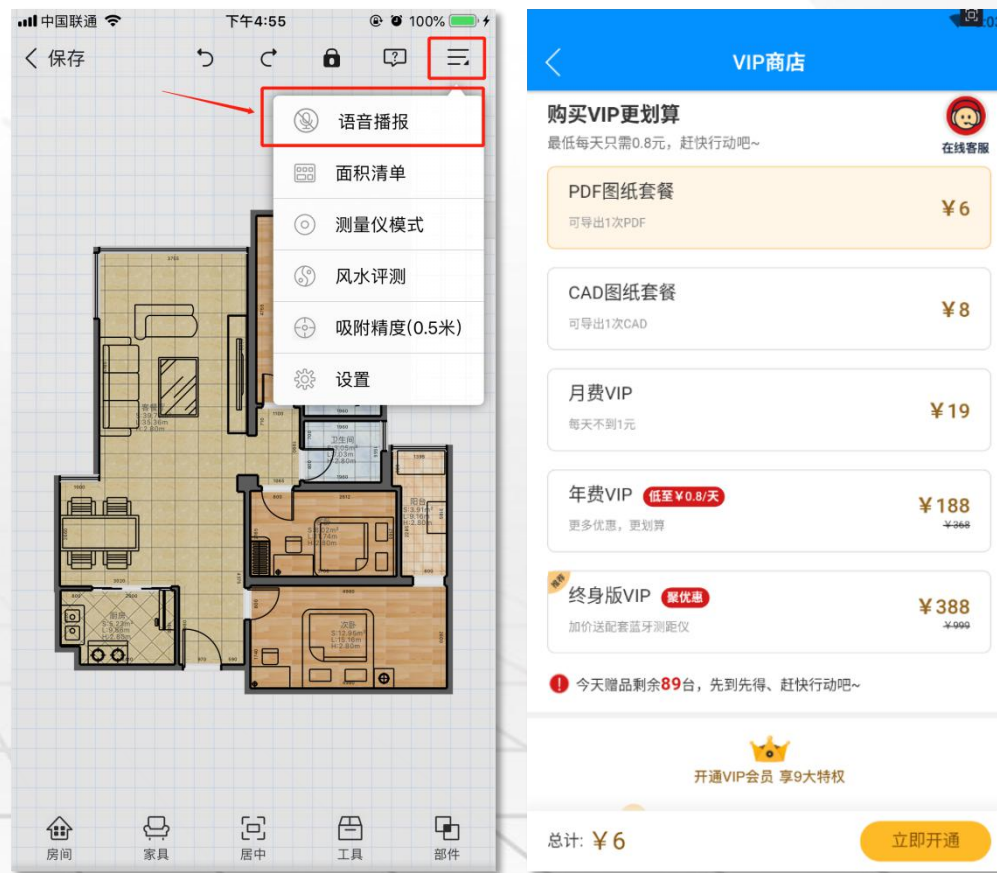 中国联通
下午4:55
100%
保存
语音播报
面积清单
测量仪模式
风水评测
吸附精度(0.5米)
设置
卫生间
阳台
次卧
S:12.96m²
L:15.16m
H:2.80m
厨房
房间
家具
居中
工具
部件
VIP商店
购买VIP更划算
最低每天只需0.8元，赶快行动吧~
在线客服
PDF图纸套餐
可导出1次PDF
¥6
CAD图纸套餐
可导出1次CAD
¥8
月费VIP
每天不到1元
¥19
年费VIP 低至¥0.8/天
更多优惠，更划算
¥188
¥368
推荐
终身版VIP 聚优惠
加价送配套蓝牙测距仪
¥388
¥999
今天赠品剩余89台，先到先得、赶快行动吧~
开通VIP会员 享9大特权
总计: ¥6
立即开通